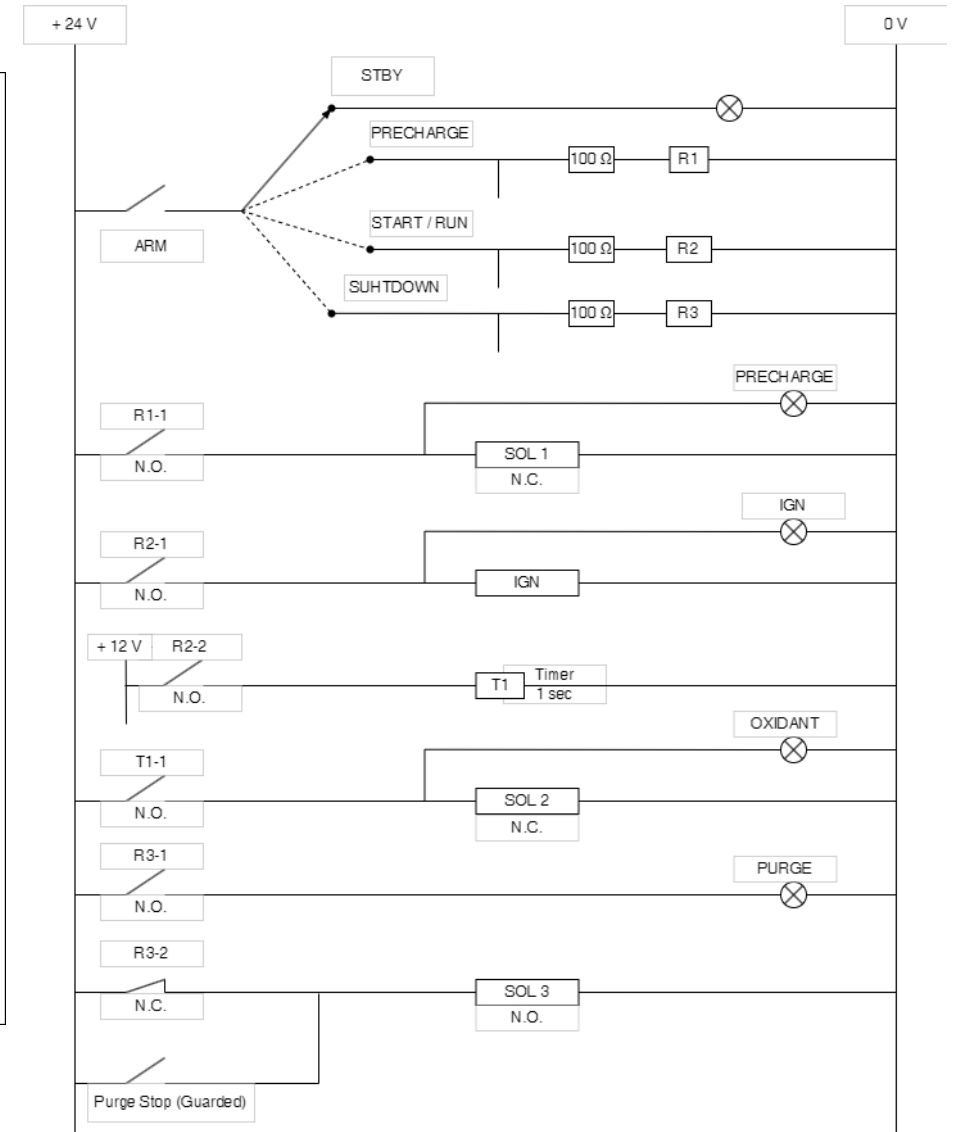 + 24 V
0 V
STBY
PRECHARGE
100 Ω
R1
START / RUN
ARM
100 Ω
R2
SUHTDOWN
100 Ω
R3
PRECHARGE
R1-1
N.O.
SOL 1
N.C.
IGN
R2-1
N.O.
IGN
+ 12 V
R2-2
N.O.
T1
Timer
1 sec
OXIDANT
T1-1
N.O.
SOL 2
N.C.
R3-1
N.O.
PURGE
R3-2
N.C.
SOL 3
N.O.
Purge Stop (Guarded)